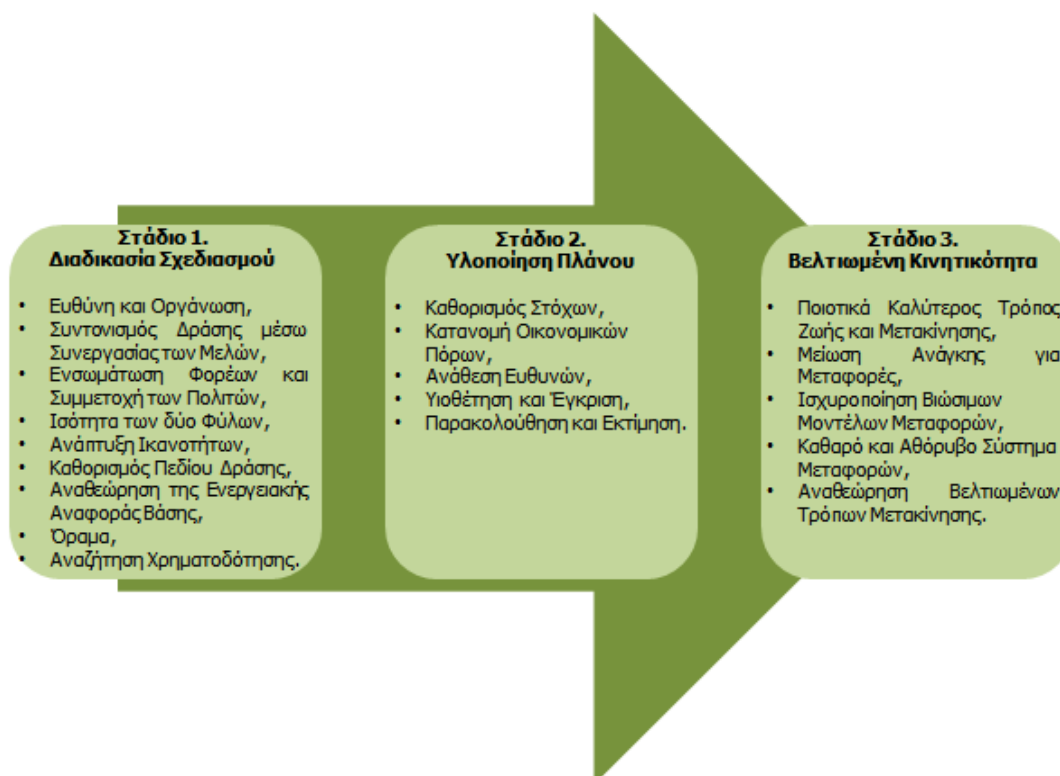 Στάδιο 1.
Διαδικασία Σχεδιασμού
• Ευθύνη και Οργάνωση,
• Συντονισμός Δράσης μέσω
Συνεργασίας των Μελών,
• Ενσωμάτωση Φορέων και
Συμμετοχή των Πολιτών,
• Ισότητα των δύο Φύλων,
• Ανάπτυξη Ικανοτήτων,
• Καθορισμός Πεδίου Δράσης,
• Αναθεώρηση της Ενεργειακής
Αναφοράς Βάσης,
• Όραμα,
• Αναζήτηση Χρηματοδότησης.
Στάδιο 2.
Υλοποίηση Πλάνου
• Καθορισμός Στόχων,
• Κατανομή Οικονομικών
Πόρων,
• Ανάθεση Ευθυνών,
• Υιοθέτηση και Έγκριση,
• Παρακολούθηση και Εκτίμηση.
Στάδιο 3.
Βελτιωμένη Κινητικότητα
• Ποιοτικά Καλύτερος Τρόπος
Ζωής και Μετακίνησης,
• Μείωση Ανάγκης για
Μεταφορές,
• Ισχυροποίηση Βιώσιμων
Μοντέλων Μεταφορών,
• Καθαρό και Αθόρυβο Σύστημα
Μεταφορών,
• Αναθεώρηση Βελτιωμένων
Τρόπων Μετακίνησης.